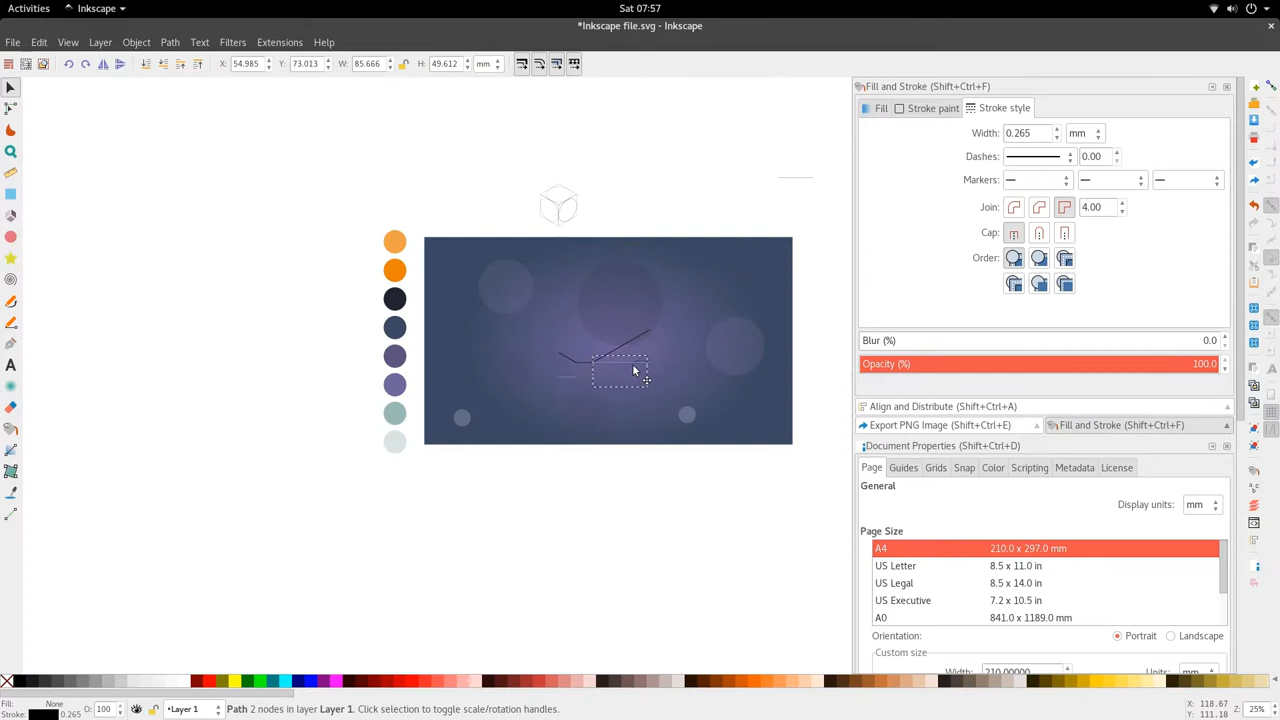 Activities
Inkscape
Sat 07:57
*Inkscape file.svg - Inkscape
File Edit View Layer Object Path Text Filters Extensions Help
X: 54.985 Y: 73.013 W: 85.666 H: 49.612 mm
Fill and Stroke (Shift+Ctrl+F)
Fill Stroke paint Stroke style
Width: 0.265 mm
Dashes: 0.00
Markers:
Join: 4.00
Cap:
Order:
Blur (%) 0.0
Opacity (%) 100.0
Align and Distribute (Shift+Ctrl+A)
Export PNG Image (Shift+Ctrl+E) Fill and Stroke (Shift+Ctrl+F)
Document Properties (Shift+Ctrl+D)
Page Guides Grids Snap Color Scripting Metadata License
General
Display units: mm
Page Size
A4 210.0 x 297.0 mm
US Letter 8.5 x 11.0 in
US Legal 8.5 x 14.0 in
US Executive 7.2 x 10.5 in
A0 841.0 x 1189.0 mm
Orientation: Portrait Landscape
Custom size
Width: 210.00000 Units: mm
Fill: None
Stroke: 0.265
O: 100
Layer 1
Path 2 nodes in layer Layer 1. Click selection to toggle scale/rotation handles.
X: 118.67
Y: 111.18
Z: 25%